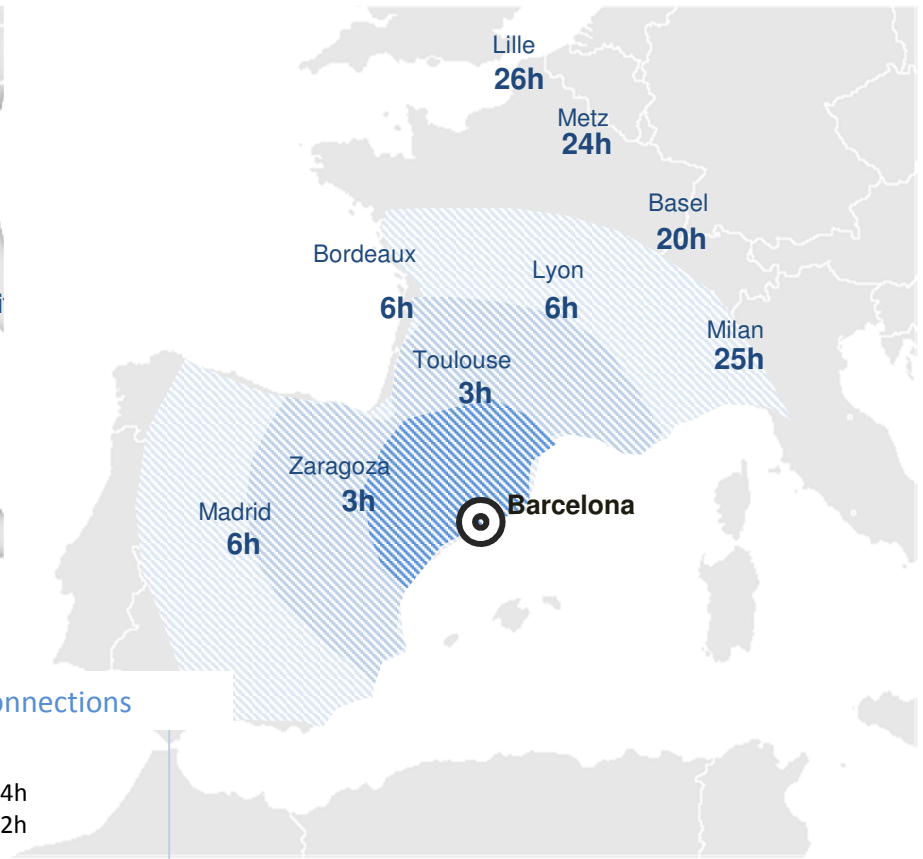 Lille
26h
Metz
24h
Basel
20h
Bordeaux
6h
Lyon
6h
Milan
25h
Toulouse
3h
Zaragoza
3h
Barcelona
Madrid
6h
onnections
4h
2h